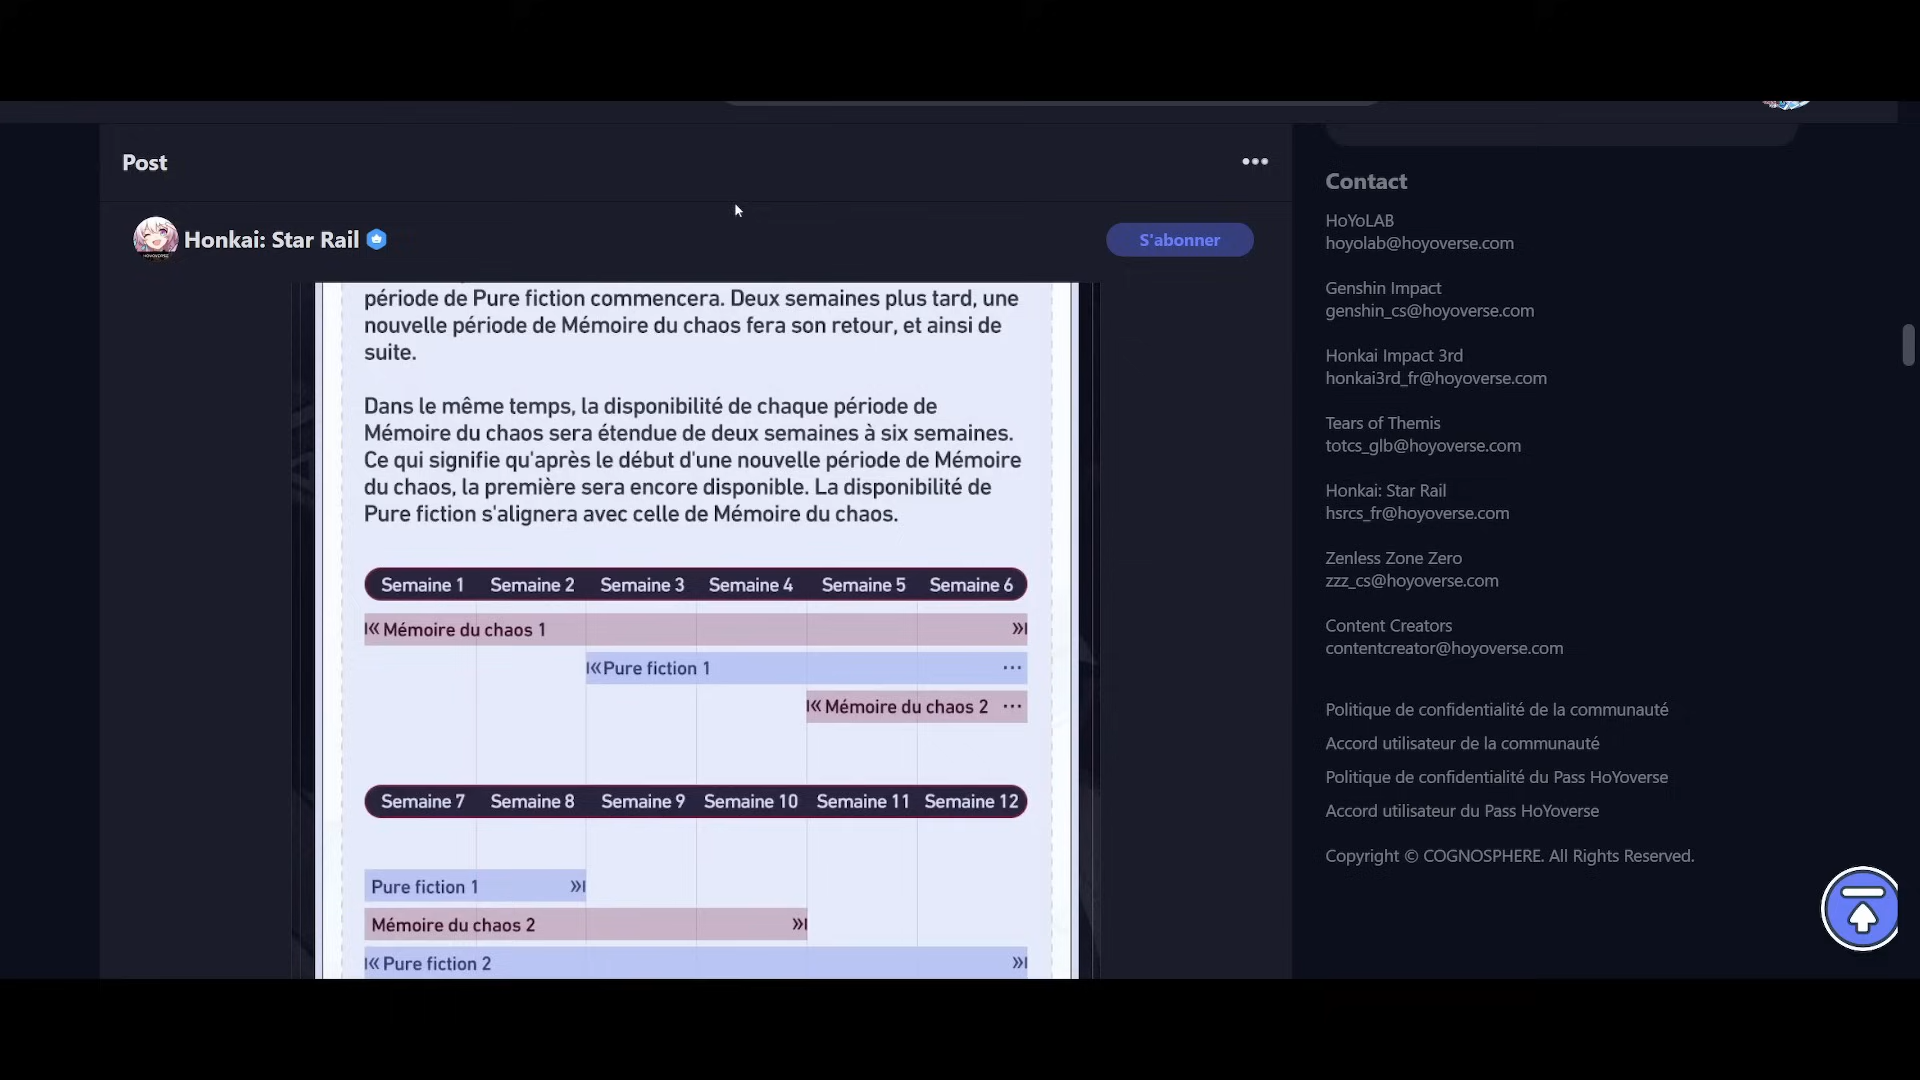 Post
•••
Honkai: Star Rail
S'abonner
période de Pure fiction commencera. Deux semaines plus tard, une
nouvelle période de Mémoire du chaos fera son retour, et ainsi de
suite.
Dans le même temps, la disponibilité de chaque période de
Mémoire du chaos sera étendue de deux semaines à six semaines.
Ce qui signifie qu'après le début d'une nouvelle période de Mémoire
du chaos, la première sera encore disponible. La disponibilité de
Pure fiction s'alignera avec celle de Mémoire du chaos.
Semaine 1 Semaine 2 Semaine 3 Semaine 4 Semaine 5 Semaine 6
Mémoire du chaos 1
Pure fiction 1 ...
Mémoire du chaos 2 ...
Semaine 7 Semaine 8 Semaine 9 Semaine 10 Semaine 11 Semaine 12
Pure fiction 1
Mémoire du chaos 2
Pure fiction 2
Contact
HoYoLAB
hoyolab@hoyoverse.com
Genshin Impact
genshin_cs@hoyoverse.com
Honkai Impact 3rd
honkai3rd_fr@hoyoverse.com
Tears of Themis
totcs_glb@hoyoverse.com
Honkai: Star Rail
hsrcs_fr@hoyoverse.com
Zenless Zone Zero
zzz_cs@hoyoverse.com
Content Creators
contentcreator@hoyoverse.com
Politique de confidentialité de la communauté
Accord utilisateur de la communauté
Politique de confidentialité du Pass HoYoverse
Accord utilisateur du Pass HoYoverse
Copyright © COGNOSPHERE. All Rights Reserved.